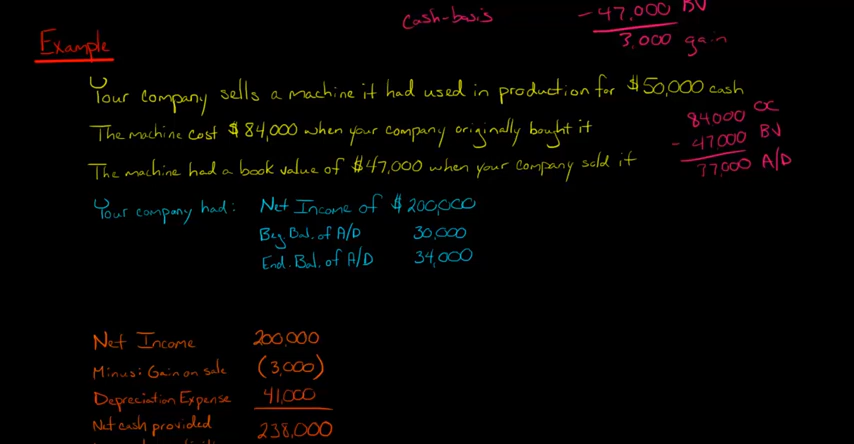 cash-basis
- 47,000 BV
3,000 gain
Example
Your company sells a machine it had used in production for $50,000 cash
The machine cost $84,000 when your company originally bought it
The machine had a book value of $47,000 when your company sold it
84000 OC
- 47000 BV
37,000 A/D
Your company had: Net Income of $200,000
Beg. Bal. of A/D 30,000
End. Bal. of A/D 34,000
Net Income 200,000
Minus: Gain on sale (3,000)
Depreciation Expense 41,000
Net cash provided 238,000